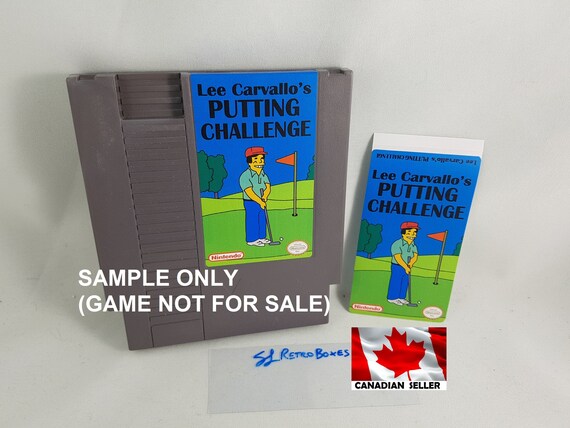 Lee Carvallo's
PUTTING
CHALLENGE
Nintendo
Lee Carvallo's PUTTING CHALLENGE
Lee Carvallo's
PUTTING
CHALLENGE
Nintendo
SAMPLE ONLY
(GAME NOT FOR SALE)
SL RETROBOXES
CANADIAN SELLER